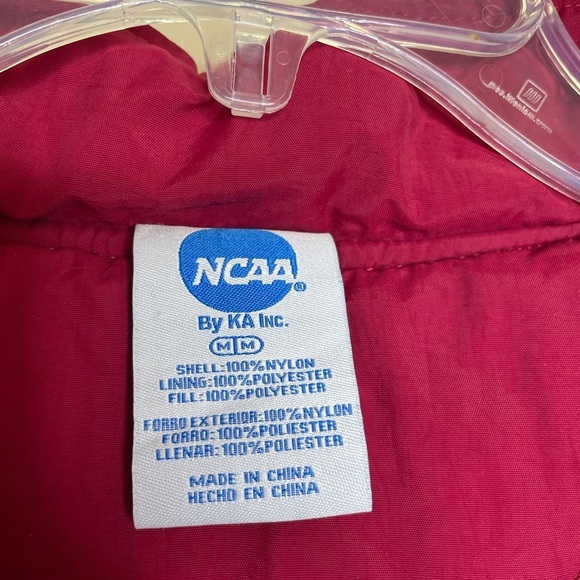 NCAA®
By KA Inc.
M M
SHELL:100%NYLON
LINING:100%POLYESTER
FILL:100%POLYESTER
FORRO EXTERIOR:100%NYLON
FORRO:100%POLIESTER
LLENAR:100%POLIESTER
MADE IN CHINA
HECHO EN CHINA